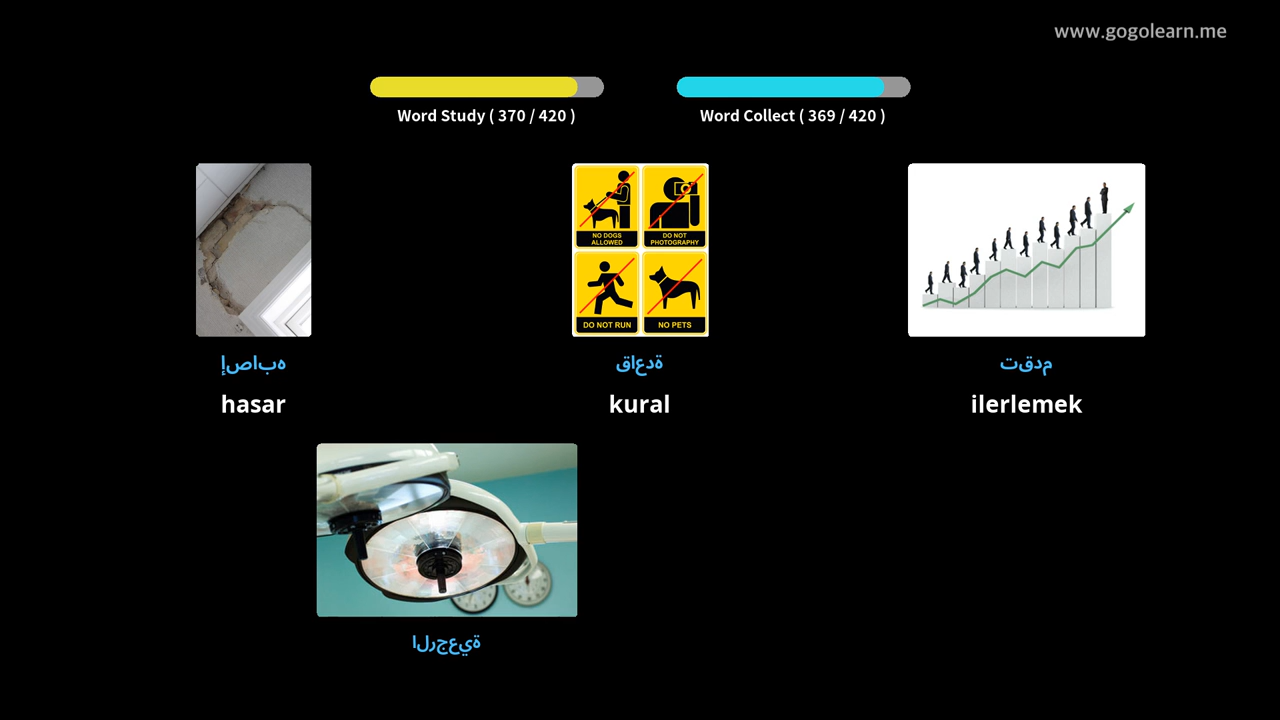 www.gogolearn.me
Word Study ( 370 / 420 )
Word Collect ( 369 / 420 )
NO DOGS
ALLOWED
DO NOT
PHOTOGRAPHY
DO NOT RUN
NO PETS
إصابه
قاعدة
تقدم
hasar
kural
ilerlemek
الرجعية